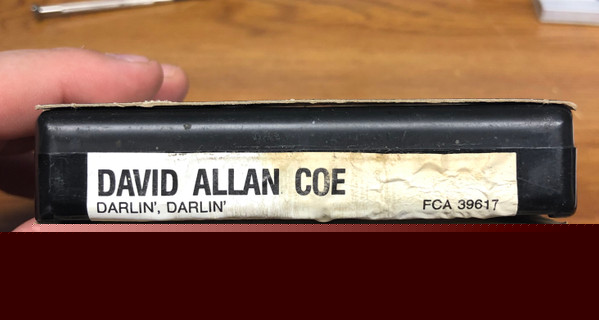 DAVID ALLAN COE
DARLIN', DARLIN'
FCA 39617